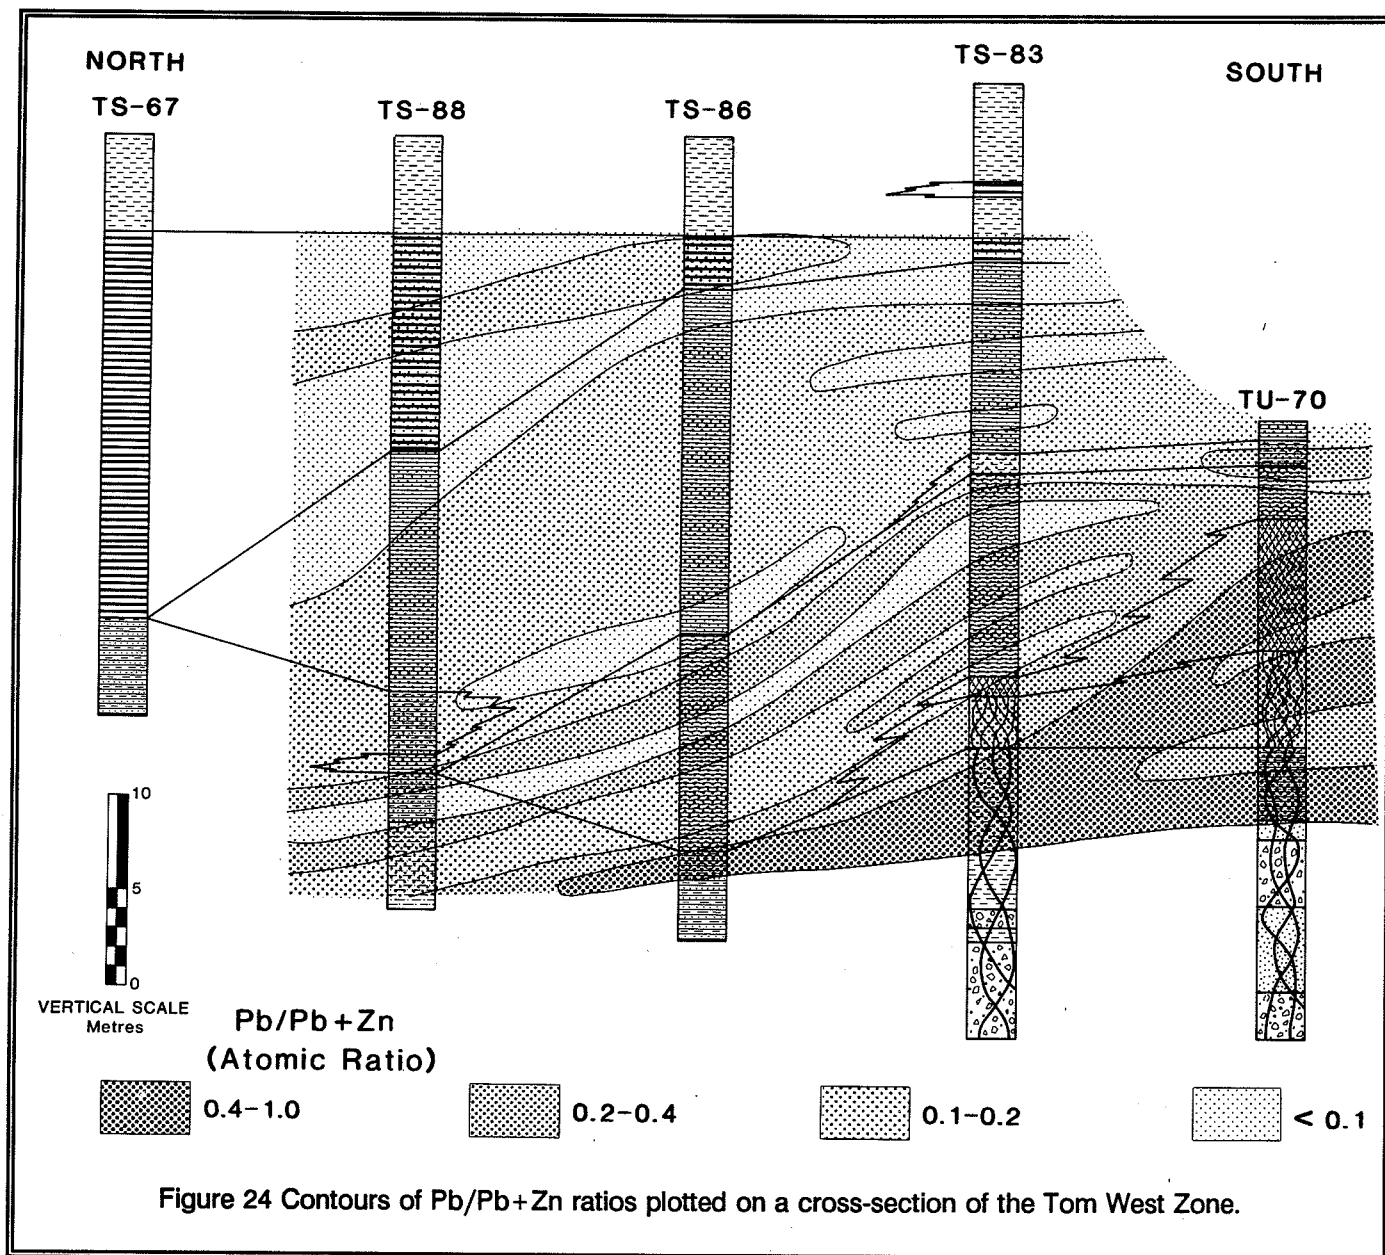 NORTH
SOUTH
TS-67
TS-88
TS-86
TS-83
TU-70
10
5
0
VERTICAL SCALE
Metres
Pb/Pb+Zn
(Atomic Ratio)
0.4-1.0
0.2-0.4
0.1-0.2
< 0.1
Figure 24 Contours of Pb/Pb+Zn ratios plotted on a cross-section of the Tom West Zone.